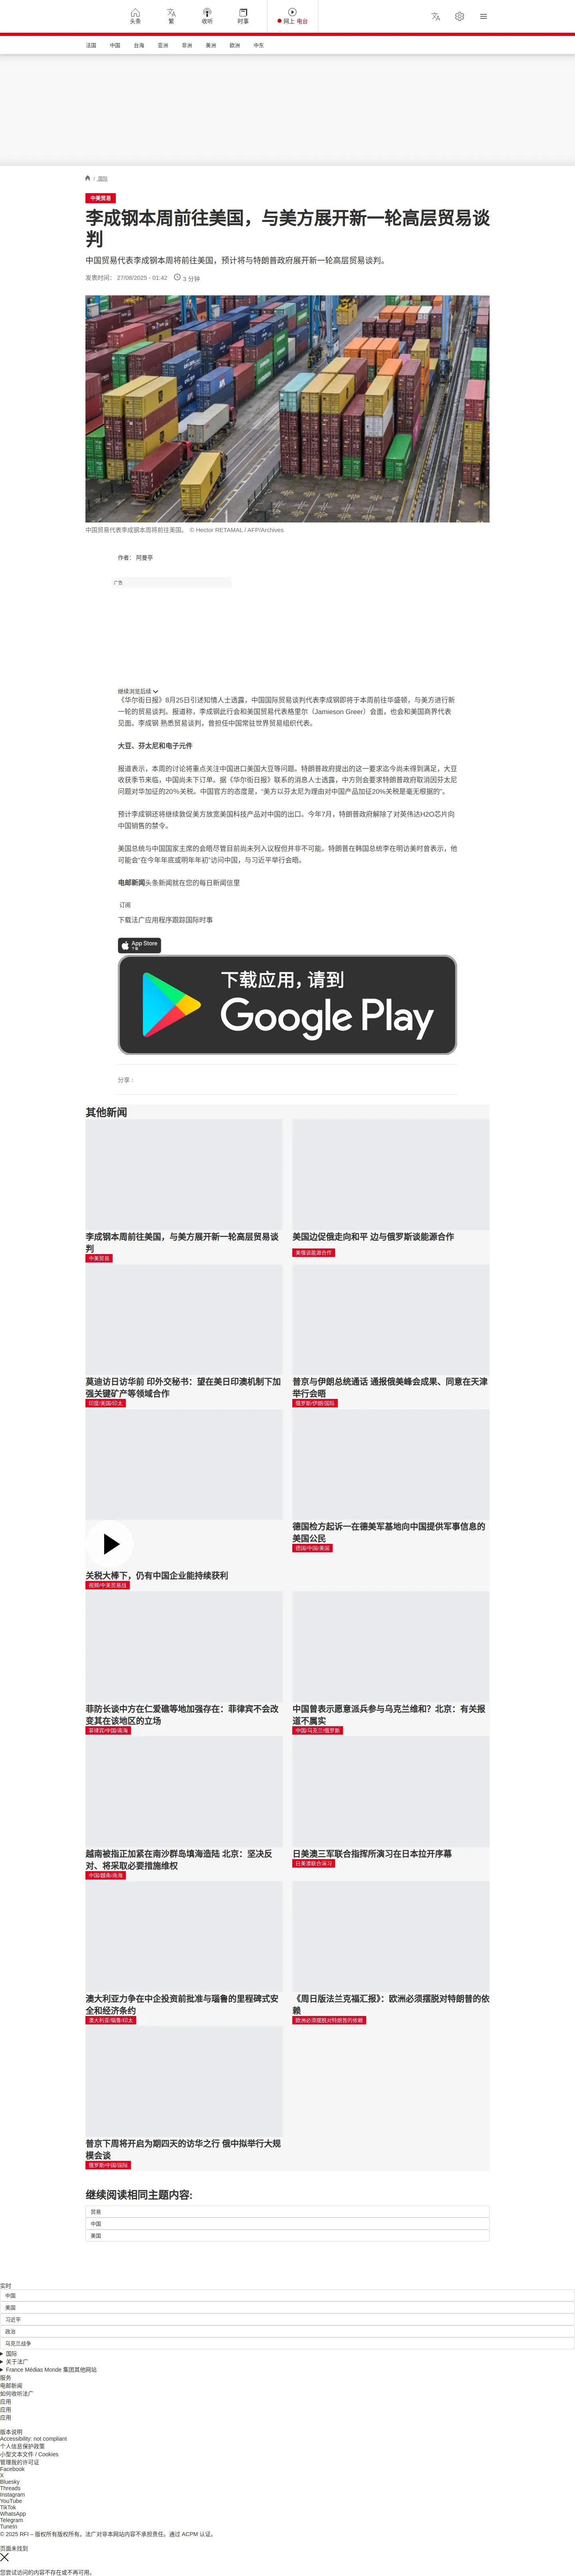 头条
繁
收听
时事
网上 电台
法国
中国
台海
亚洲
非洲
美洲
欧洲
中东
/ 国际
中美贸易
李成钢本周前往美国，与美方展开新一轮高层贸易谈
判
中国贸易代表李成钢本周将前往美国，预计将与特朗普政府展开新一轮高层贸易谈判。
发表时间： 27/08/2025 - 01:42 3 分钟
中国贸易代表李成钢本周将前往美国。 © Hector RETAMAL / AFP/Archives
作者： 阿曼亭
广告
继续浏览后续
《华尔街日报》8月25日引述知情人士透露，中国国际贸易谈判代表李成钢即将于本周前往华盛顿，与美方进行新
一轮的贸易谈判。报道称，李成钢此行会和美国贸易代表格里尔（Jamieson Greer）会面，也会和美国商界代表
见面。李成钢 熟悉贸易谈判，曾担任中国常驻世界贸易组织代表。
大豆、芬太尼和电子元件
报道表示，本周的讨论将重点关注中国进口美国大豆等问题。特朗普政府提出的这一要求迄今尚未得到满足，大豆
收获季节来临，中国尚未下订单。据《华尔街日报》联系的消息人士透露，中方则会要求特朗普政府取消因芬太尼
问题对华加征的20％关税。中国官方的态度是，“美方以芬太尼为理由对中国产品加征20%关税是毫无根据的”。
预计李成钢还将继续敦促美方放宽美国科技产品对中国的出口。今年7月，特朗普政府解除了对英伟达H2O芯片向
中国销售的禁令。
美国总统与中国国家主席的会晤尽管目前尚未列入议程但并非不可能。特朗普在韩国总统李在明访美时曾表示，他
可能会“在今年年底或明年年初”访问中国，与习近平举行会晤。
电邮新闻头条新闻就在您的每日新闻信里
订阅
下载法广应用程序跟踪国际时事
App Store
下载
下载应用，请到
Google Play
分享 :
其他新闻
李成钢本周前往美国，与美方展开新一轮高层贸易谈
判
中美贸易
美国边促俄走向和平 边与俄罗斯谈能源合作
美俄谈能源合作
莫迪访日访华前 印外交秘书：望在美日印澳机制下加
强关键矿产等领域合作
印度/美国/印太
普京与伊朗总统通话 通报俄美峰会成果、同意在天津
举行会晤
俄罗斯/伊朗/国际
关税大棒下，仍有中国企业能持续获利
视频/中美贸易战
德国检方起诉一在德美军基地向中国提供军事信息的
美国公民
德国/中国/美国
菲防长谈中方在仁爱礁等地加强存在：菲律宾不会改
变其在该地区的立场
菲律宾/中国/南海
中国曾表示愿意派兵参与乌克兰维和？北京：有关报
道不属实
中国/乌克兰/俄罗斯
越南被指正加紧在南沙群岛填海造陆 北京：坚决反
对、将采取必要措施维权
中国/越南/南海
日美澳三军联合指挥所演习在日本拉开序幕
日美澳联合演习
澳大利亚力争在中企投资前批准与瑙鲁的里程碑式安
全和经济条约
澳大利亚/瑙鲁/印太
《周日版法兰克福汇报》：欧洲必须摆脱对特朗普的依
赖
欧洲必须摆脱对特朗普的依赖
普京下周将开启为期四天的访华之行 俄中拟举行大规
模会谈
俄罗斯/中国/国际
继续阅读相同主题内容:
贸易
中国
美国
实时
中国
美国
习近平
政治
乌克兰战争
国际
关于法广
France Médias Monde 集团其他网站
服务
电邮新闻
如何收听法广
应用
应用
应用
版本说明
Accessibility: not compliant
个人信息保护政策
小型文本文件 / Cookies
管理我的许可证
Facebook
X
Bluesky
Threads
Instagram
YouTube
TikTok
WhatsApp
Telegram
TuneIn
© 2025 RFI – 版权所有版权所有。法广对非本网站内容不承担责任。通过 ACPM 认证。
页面未找到
您尝试访问的内容不存在或不再可用。